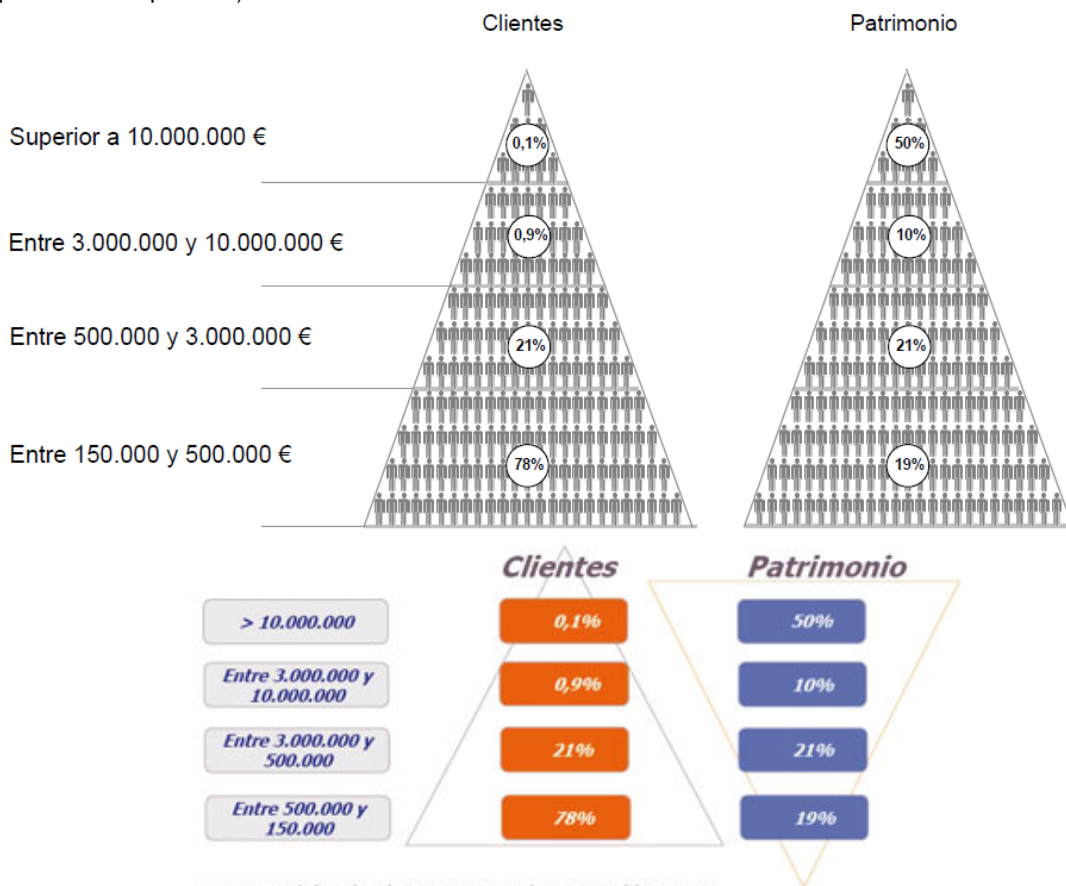 Clientes Patrimonio
Superior a 10.000.000 € 0,1% 50%
Entre 3.000.000 y 10.000.000 € 0,9% 10%
Entre 500.000 y 3.000.000 € 21% 21%
Entre 150.000 y 500.000 € 78% 19%
Clientes Patrimonio
> 10.000.000 0,1% 50%
Entre 3.000.000 y
10.000.000 0,9% 10%
Entre 3.000.000 y
500.000 21% 21%
Entre 500.000 y
150.000 78% 19%